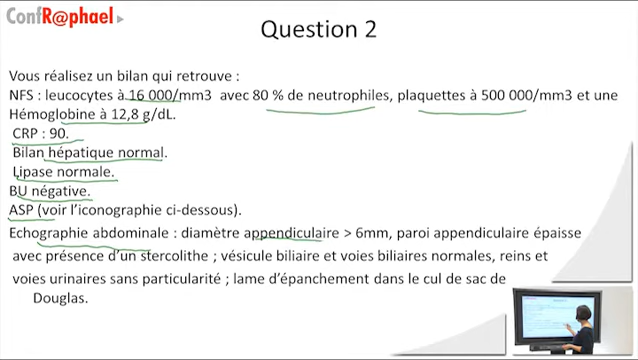 ConfR@phael
Question 2
Vous réalisez un bilan qui retrouve :
NFS : leucocytes à 16 000/mm3 avec 80 % de neutrophiles, plaquettes à 500 000/mm3 et une
Hémoglobine à 12,8 g/dL.
CRP : 90.
Bilan hépatique normal.
Lipase normale.
BU négative.
ASP (voir l'iconographie ci-dessous).
Echographie abdominale : diamètre appendiculaire > 6mm, paroi appendiculaire épaisse
avec présence d'un stercolithe ; vésicule biliaire et voies biliaires normales, reins et
voies urinaires sans particularité ; lame d'épanchement dans le cul de sac de
Douglas.